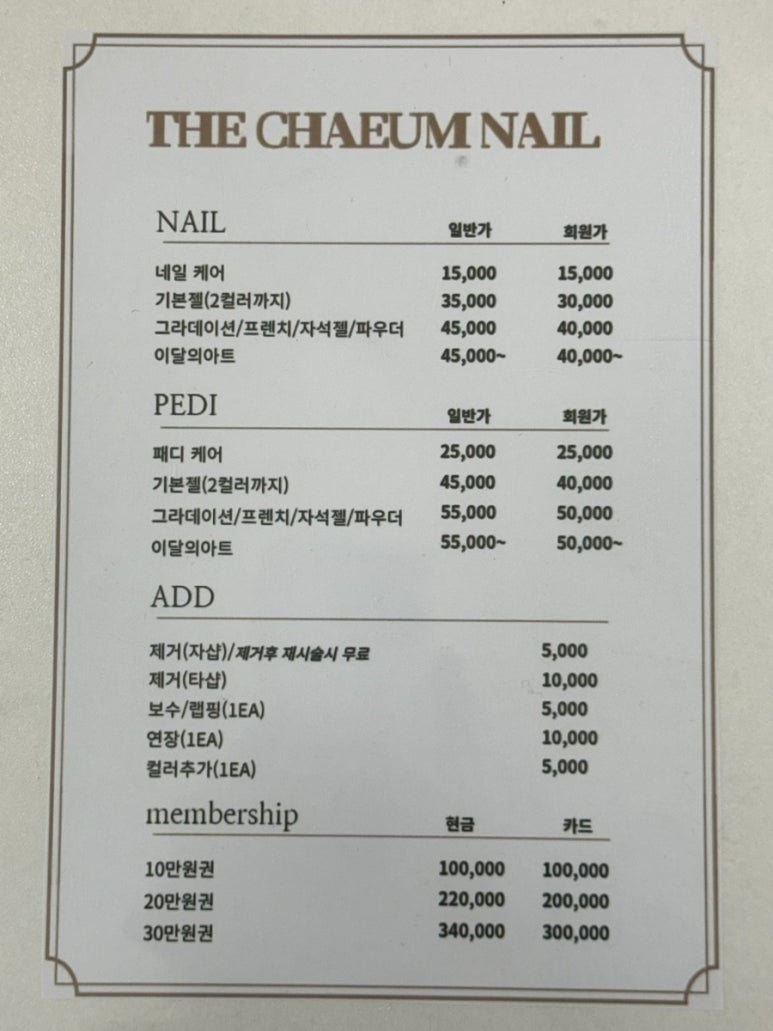 THE CHAEUM NAIL
NAIL 일반가 회원가
네일 케어 15,000 15,000
기본젤(2컬러까지) 35,000 30,000
그라데이션/프렌치/자석젤/파우더 45,000 40,000
이달의아트 45,000~ 40,000~
PEDI 일반가 회원가
패디 케어 25,000 25,000
기본젤(2컬러까지) 45,000 40,000
그라데이션/프렌치/자석젤/파우더 55,000 50,000
이달의아트 55,000~ 50,000~
ADD
제거(자샵)/제거후 재시술시 무료 5,000
제거(타샵) 10,000
보수/랩핑(1EA) 5,000
연장(1EA) 10,000
컬러추가(1EA) 5,000
membership 현금 카드
10만원권 100,000 100,000
20만원권 220,000 200,000
30만원권 340,000 300,000